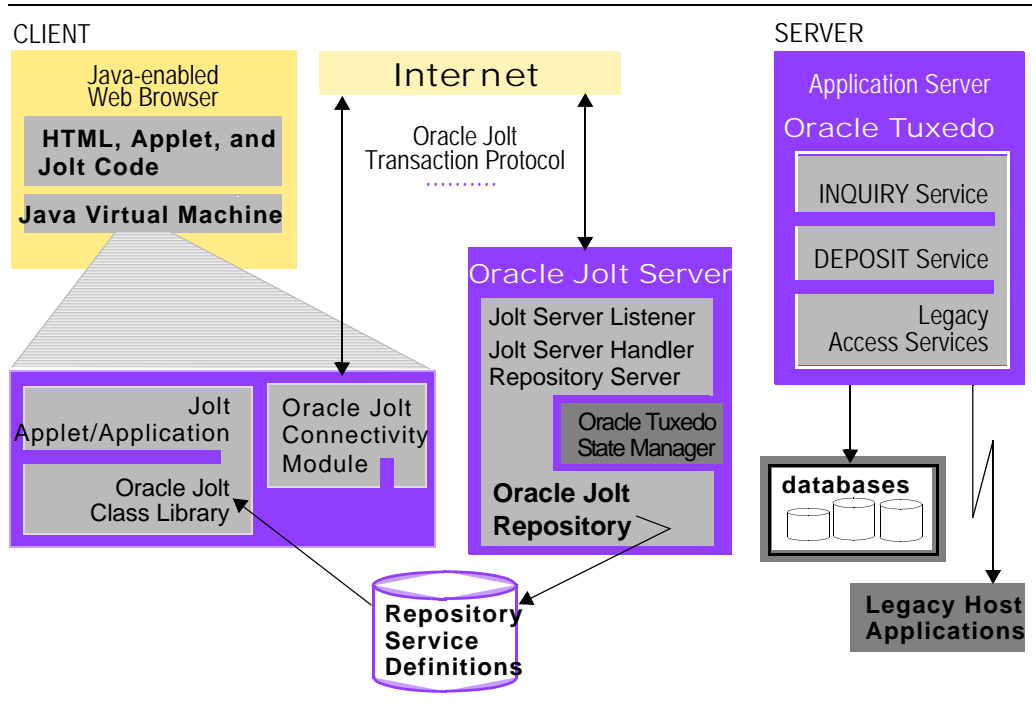 CLIENT
Java-enabled
Web Browser
HTML, Applet, and
Jolt Code
Java Virtual Machine
Internet
Oracle Jolt
Transaction Protocol
SERVER
Application Server
Oracle Tuxedo
INQUIRY Service
DEPOSIT Service
Legacy
Access Services
Oracle Jolt Server
Jolt Server Listener
Jolt Server Handler
Repository Server
Oracle Tuxedo
State Manager
Oracle Jolt
Repository
Jolt
Applet/Application
Oracle Jolt
Class Library
Oracle Jolt
Connectivity
Module
databases
Repository
Service
Definitions
Legacy Host
Applications